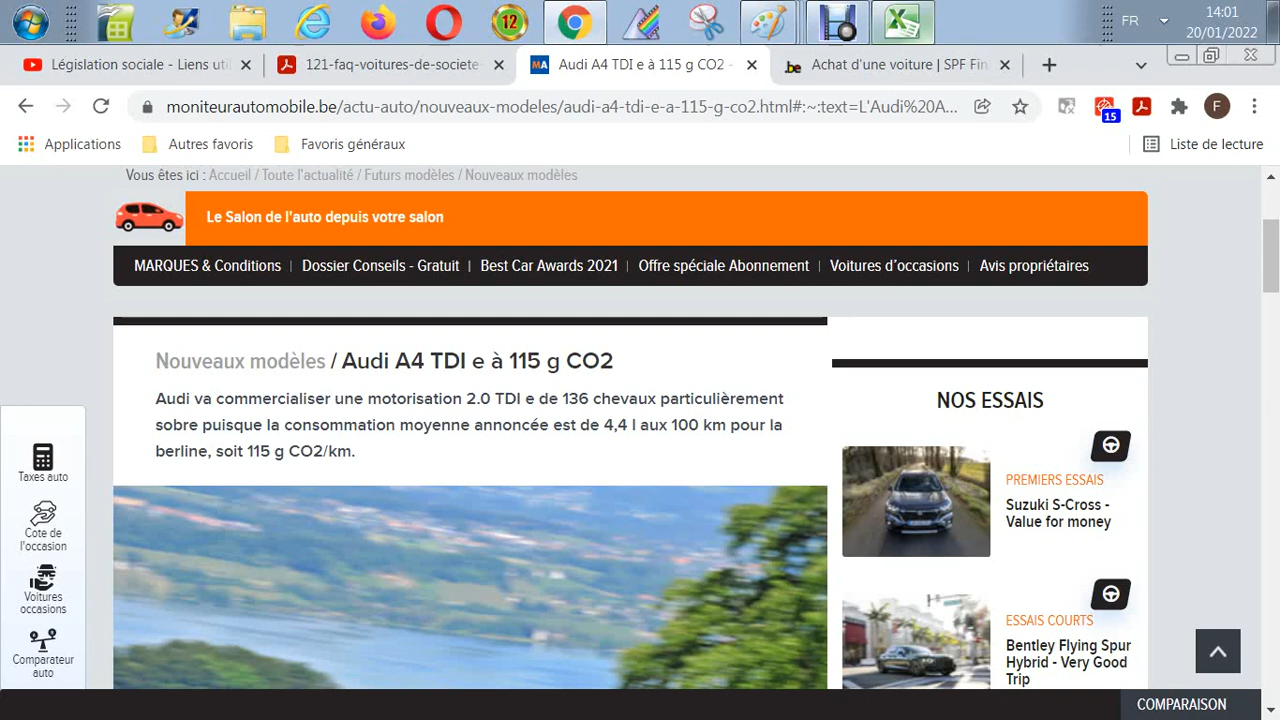 12
FR
14:01
20/01/2022
Législation sociale - Liens uti
121-faq-voitures-de-societe-
MA
Audi A4 TDI e à 115 g CO2 -
.be
Achat d'une voiture | SPF Fin
moniteurautomobile.be/actu-auto/nouveaux-modeles/audi-a4-tdi-e-a-115-g-co2.html#:~:text=L'Audi%20A...
15
F
Applications
Autres favoris
Favoris généraux
Liste de lecture
Vous êtes ici : Accueil / Toute l'actualité / Futurs modèles / Nouveaux modèles
Le Salon de l'auto depuis votre salon
MARQUES & Conditions | Dossier Conseils - Gratuit | Best Car Awards 2021 | Offre spéciale Abonnement | Voitures d'occasions | Avis propriétaires
Nouveaux modèles / Audi A4 TDI e à 115 g CO2
Audi va commercialiser une motorisation 2.0 TDI e de 136 chevaux particulièrement
sobre puisque la consommation moyenne annoncée est de 4,4 l aux 100 km pour la
berline, soit 115 g CO2/km.
NOS ESSAIS
PREMIERS ESSAIS
Suzuki S-Cross -
Value for money
ESSAIS COURTS
Bentley Flying Spur
Hybrid - Very Good
Trip
Taxes auto
Cote de
l'occasion
Voitures
occasions
Comparateur
auto
COMPARAISON